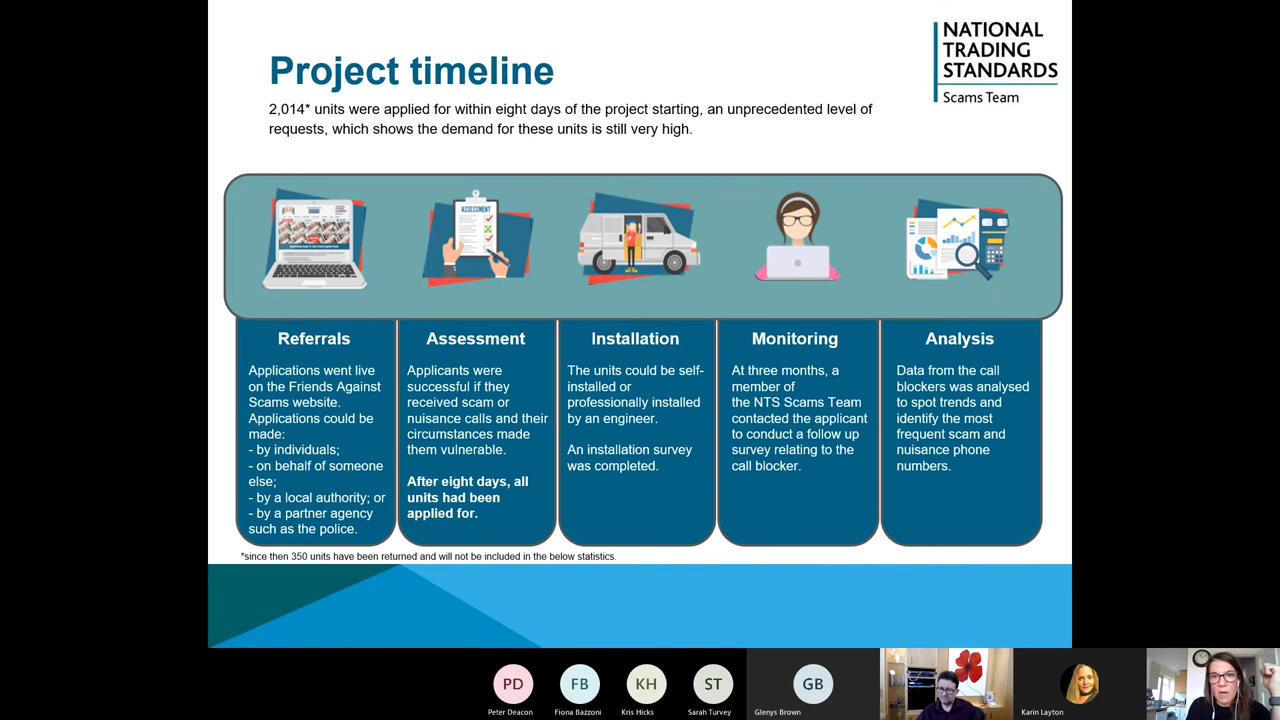 Project timeline
NATIONAL
TRADING
STANDARDS
Scams Team
2,014* units were applied for within eight days of the project starting, an unprecedented level of
requests, which shows the demand for these units is still very high.
ASSESSMENT
Referrals
Applications went live
on the Friends Against
Scams website.
Applications could be
made:
- by individuals;
- on behalf of someone
else;
- by a local authority; or
- by a partner agency
such as the police.
Assessment
Applicants were
successful if they
received scam or
nuisance calls and their
circumstances made
them vulnerable.
After eight days, all
units had been
applied for.
Installation
The units could be self-
installed or
professionally installed
by an engineer.
An installation survey
was completed.
Monitoring
At three months, a
member of
the NTS Scams Team
contacted the applicant
to conduct a follow up
survey relating to the
call blocker.
Analysis
Data from the call
blockers was analysed
to spot trends and
identify the most
frequent scam and
nuisance phone
numbers.
*since then 350 units have been returned and will not be included in the below statistics.
PD
FB
KH
ST
GB
Peter Deacon
Fiona Bazzoni
Kris Hicks
Sarah Turvey
Glenys Brown
Karin Layton